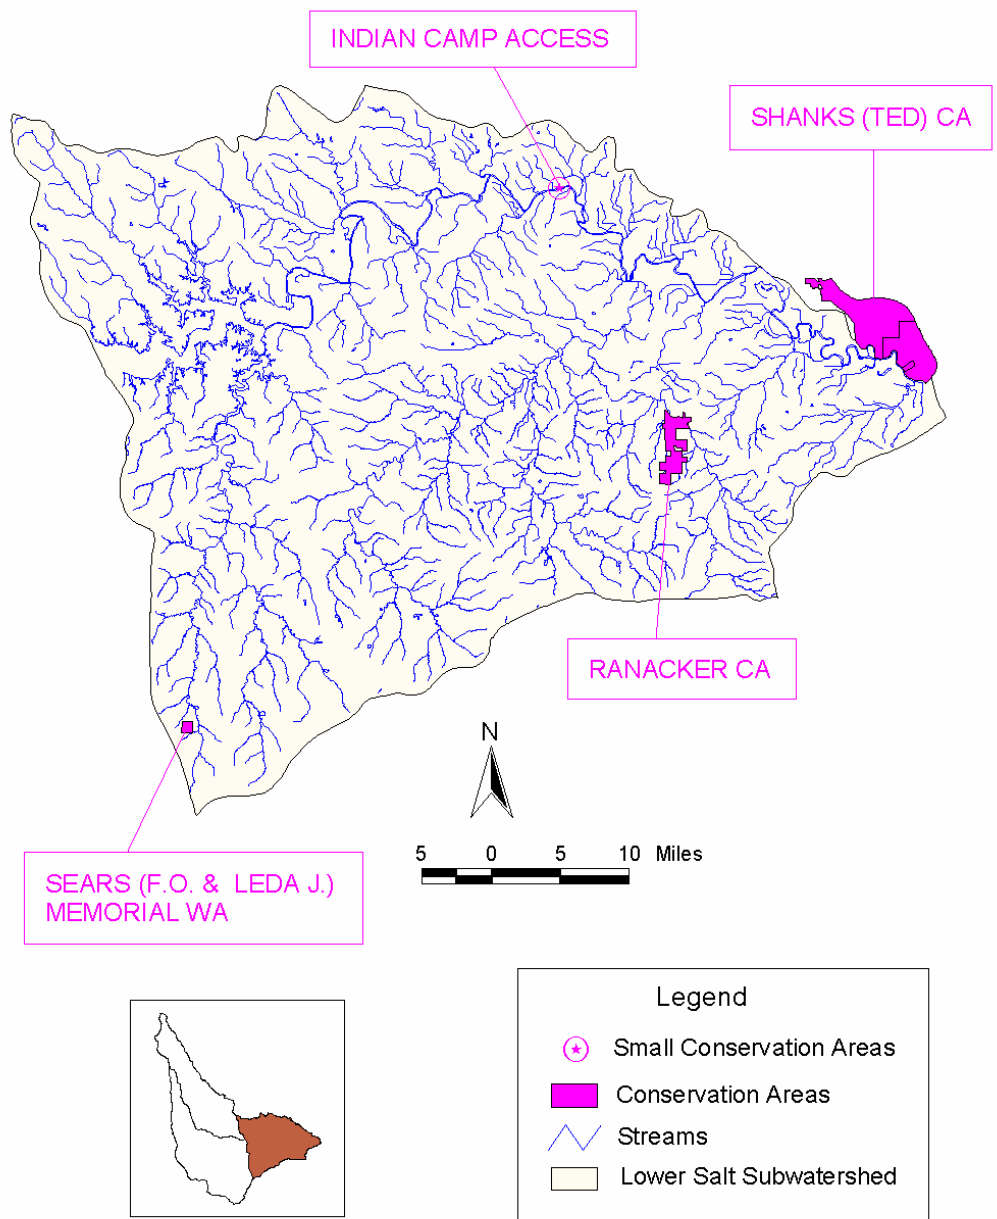 INDIAN CAMP ACCESS
SHANKS (TED) CA
RANACKER CA
N
5 0 5 10 Miles
SEARS (F.O. & LEDA J.)
MEMORIAL WA
Legend
Small Conservation Areas
Conservation Areas
Streams
Lower Salt Subwatershed